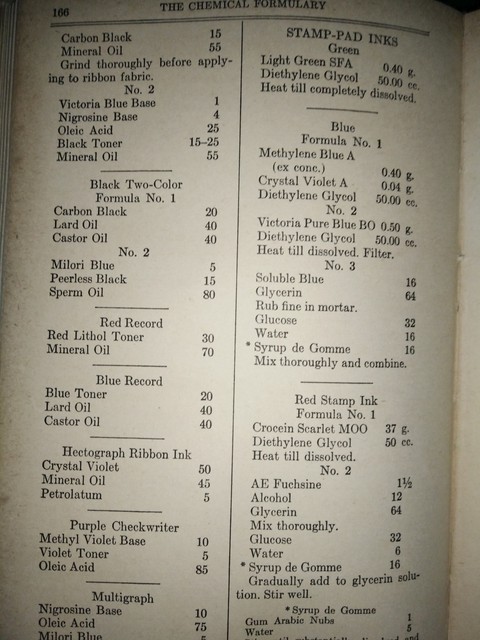 166
THE CHEMICAL FORMULARY
Carbon Black 15
Mineral Oil 55
Grind thoroughly before apply-
ing to ribbon fabric.
No. 2
Victoria Blue Base 1
Nigrosine Base 4
Oleic Acid 25
Black Toner 15-25
Mineral Oil 55
Black Two-Color
Formula No. 1
Carbon Black 20
Lard Oil 40
Castor Oil 40
No. 2
Milori Blue 5
Peerless Black 15
Sperm Oil 80
Red Record
Red Lithol Toner 30
Mineral Oil 70
Blue Record
Blue Toner 20
Lard Oil 40
Castor Oil 40
Hectograph Ribbon Ink
Crystal Violet 50
Mineral Oil 45
Petrolatum 5
Purple Checkwriter
Methyl Violet Base 10
Violet Toner 5
Oleic Acid 85
Multigraph
Nigrosine Base 10
Oleic Acid 75
Milori Blue 5
STAMP-PAD INKS
Green
Light Green SFA 0.40 g.
Diethylene Glycol 50.00 cc.
Heat till completely dissolved.
Blue
Formula No. 1
Methylene Blue A
(ex conc.) 0.40 g.
Crystal Violet A 0.04 g.
Diethylene Glycol 50.00 cc.
No. 2
Victoria Pure Blue BO 0.50 g.
Diethylene Glycol 50.00 cc.
Heat till dissolved. Filter.
No. 3
Soluble Blue 16
Glycerin 64
Rub fine in mortar.
Glucose 32
Water 16
* Syrup de Gomme 16
Mix thoroughly and combine.
Red Stamp Ink
Formula No. 1
Crocein Scarlet MOO 37 g.
Diethylene Glycol 50 cc.
Heat till dissolved.
No. 2
AE Fuchsine 1½
Alcohol 12
Glycerin 64
Mix thoroughly.
Glucose 32
Water 6
* Syrup de Gomme 16
Gradually add to glycerin solu-
tion. Stir well.
* Syrup de Gomme
Gum Arabic Nubs 1
Water 5